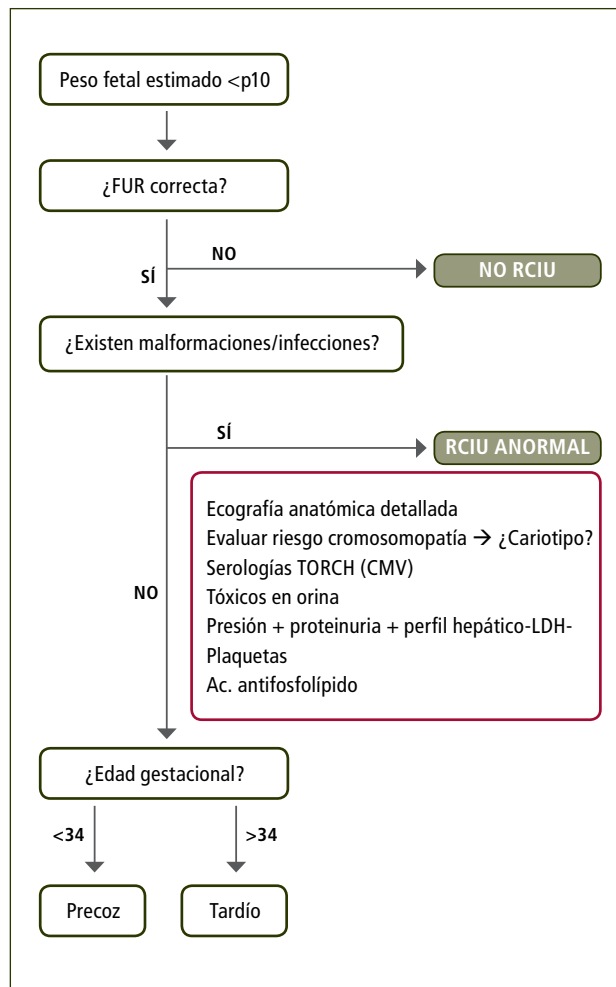 Peso fetal estimado <p10
¿FUR correcta?
NO
SÍ
NO RCIU
¿Existen malformaciones/infecciones?
SÍ
RCIU ANORMAL
Ecografía anatómica detallada
Evaluar riesgo cromosomopatía → ¿Cariotipo?
Serologías TORCH (CMV)
Tóxicos en orina
Presión + proteinuria + perfil hepático-LDH-
Plaquetas
Ac. antifosfolípido
NO
¿Edad gestacional?
<34
>34
Precoz
Tardío